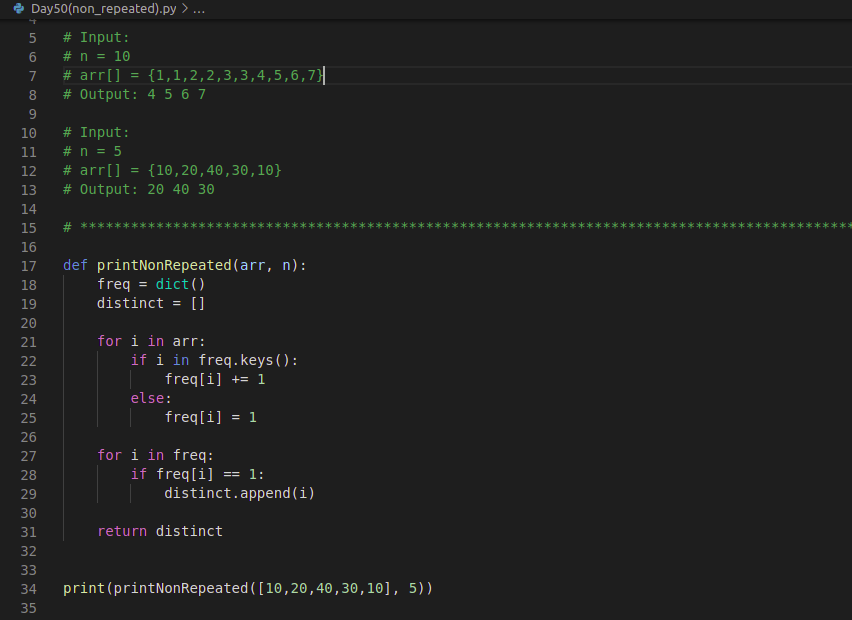 Day50(non_repeated).py > ...
4
5 # Input:
6 # n = 10
7 # arr[] = {1,1,2,2,3,3,4,5,6,7}
8 # Output: 4 5 6 7
9
10 # Input:
11 # n = 5
12 # arr[] = {10,20,40,30,10}
13 # Output: 20 40 30
14
15 # *********************************************************************************************
16
17 def printNonRepeated(arr, n):
18     freq = dict()
19     distinct = []
20
21     for i in arr:
22         if i in freq.keys():
23             freq[i] += 1
24         else:
25             freq[i] = 1
26
27     for i in freq:
28         if freq[i] == 1:
29             distinct.append(i)
30
31     return distinct
32
33
34 print(printNonRepeated([10,20,40,30,10], 5))
35